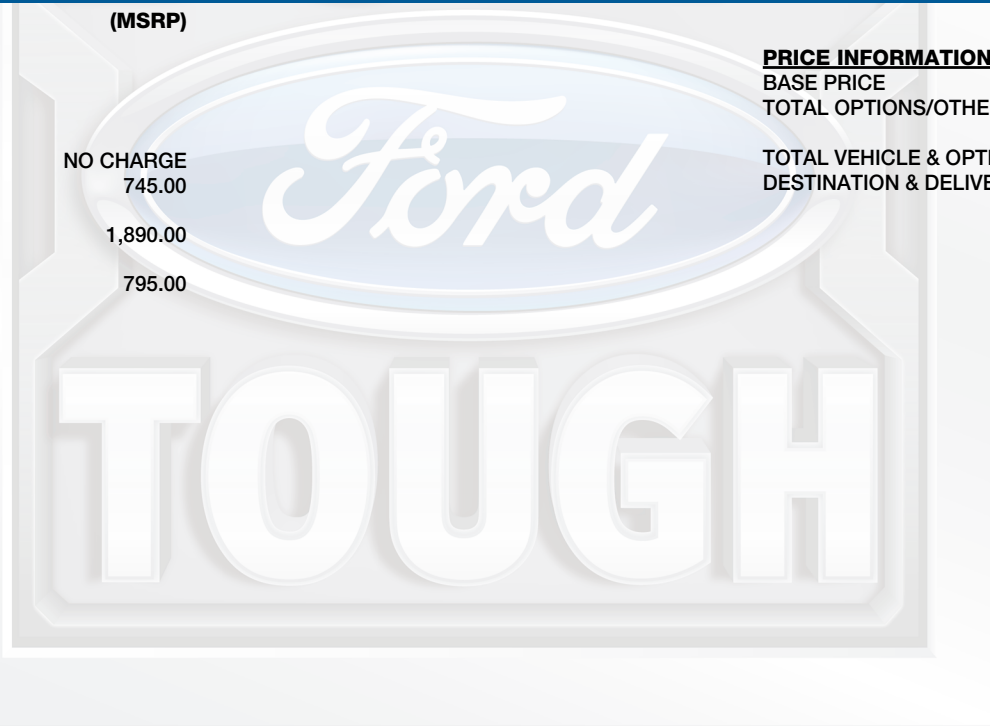 (MSRP)
NO CHARGE
745.00
1,890.00
795.00
PRICE INFORMATION
BASE PRICE
TOTAL OPTIONS/OTHE
TOTAL VEHICLE & OPTI
DESTINATION & DELIVE
Ford
TOUGH